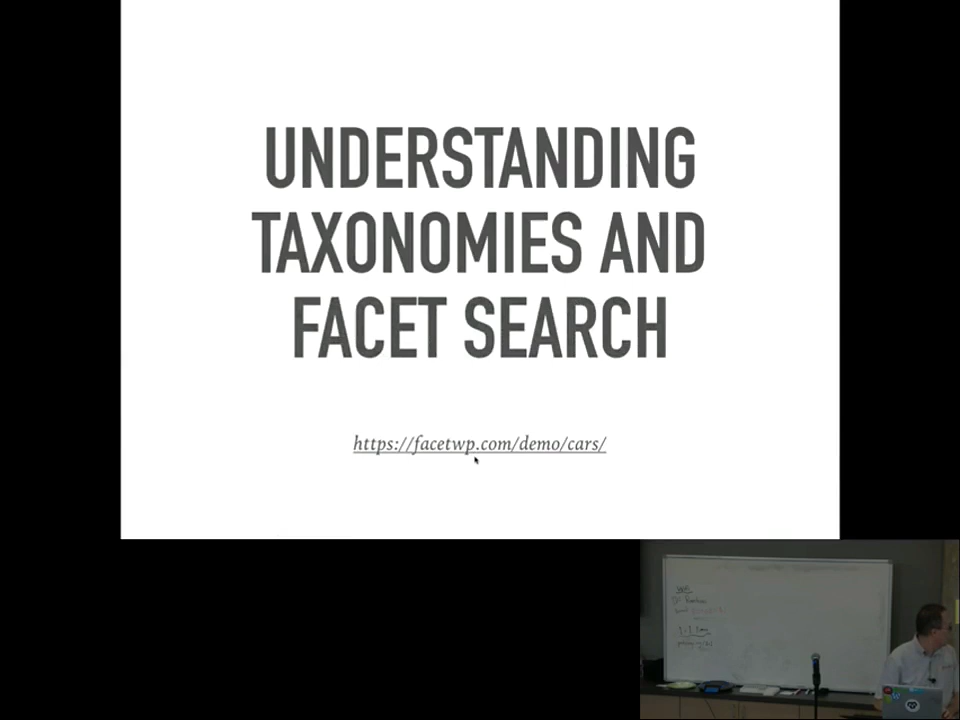 UNDERSTANDING
TAXONOMIES AND
FACET SEARCH
https://facetwp.com/demo/cars/